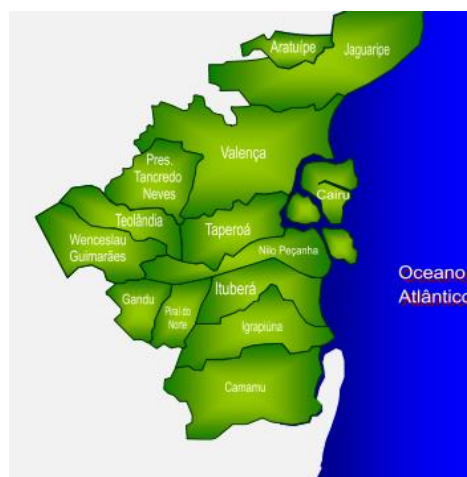 Aratuípe
Jaguaripe
Valença
Pres.
Tancredo
Neves
Cairu
Teolândia
Taperoá
Wenceslau
Guimarães
Nilo Peçanha
Oceano
Atlântico
Ituberá
Gandu
Piraí do
Norte
Igrapiúna
Camamu